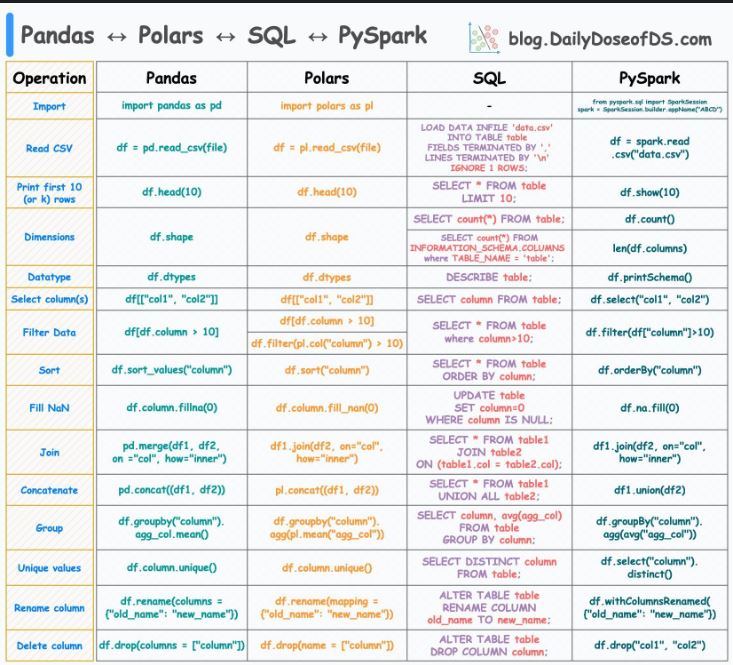 Pandas ↔ Polars ↔ SQL ↔ PySpark
blog.DailyDoseofDS.com
Operation Pandas Polars SQL PySpark
Import
import pandas as pd
import polars as pl
-
from pyspark.sql import SparkSession
spark = SparkSession.builder.appName("ABCD")
Read CSV
df = pd.read_csv(file)
df = pl.read_csv(file)
LOAD DATA INFILE 'data.csv'
INTO TABLE table
FIELDS TERMINATED BY ','
LINES TERMINATED BY '\n'
IGNORE 1 ROWS;
df = spark.read
.csv("data.csv")
Print first 10
(or k) rows
df.head(10)
df.head(10)
SELECT * FROM table
LIMIT 10;
df.show(10)
Dimensions
df.shape
df.shape
SELECT count(*) FROM table;
SELECT count(*) FROM
INFORMATION_SCHEMA.COLUMNS
where TABLE_NAME = 'table';
df.count()
len(df.columns)
Datatype
df.dtypes
df.dtypes
DESCRIBE table;
df.printSchema()
Select column(s)
df[["col1", "col2"]]
df[["col1", "col2"]]
SELECT column FROM table;
df.select("col1", "col2")
Filter Data
df[df.column > 10]
df[df.column > 10]
df.filter(pl.col("column") > 10)
SELECT * FROM table
where column>10;
df.filter(df["column"]>10)
Sort
df.sort_values("column")
df.sort("column")
SELECT * FROM table
ORDER BY column;
df.orderBy("column")
Fill NaN
df.column.fillna(0)
df.column.fill_nan(0)
UPDATE table
SET column=0
WHERE column IS NULL;
df.na.fill(0)
Join
pd.merge(df1, df2,
on ="col", how="inner")
df1.join(df2, on="col",
how="inner")
SELECT * FROM table1
JOIN table2
ON (table1.col = table2.col);
df1.join(df2, on="col",
how="inner")
Concatenate
pd.concat((df1, df2))
pl.concat((df1, df2))
SELECT * FROM table1
UNION ALL table2;
df1.union(df2)
Group
df.groupby("column").
agg_col.mean()
df.groupby("column").
agg(pl.mean("agg_col"))
SELECT column, avg(agg_col)
FROM table
GROUP BY column;
df.groupBy("column").
agg(avg("agg_col"))
Unique values
df.column.unique()
df.column.unique()
SELECT DISTINCT column
FROM table;
df.select("column").
distinct()
Rename column
df.rename(columns =
{"old_name": "new_name"})
df.rename(mapping =
{"old_name": "new_name"})
ALTER TABLE table
RENAME COLUMN
old_name TO new_name;
df.withColumnsRenamed(
{"old_name": "new_name"})
Delete column
df.drop(columns = ["column"])
df.drop(name = ["column"])
ALTER TABLE table
DROP COLUMN column;
df.drop("col1", "col2")